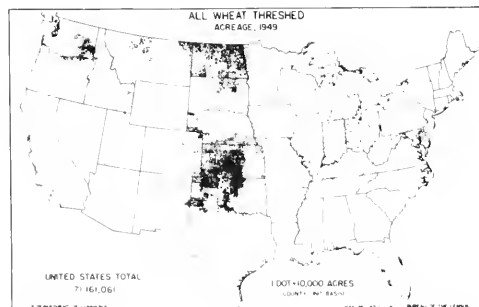 ALL WHEAT THRESHED
ACREAGE, 1949
UNITED STATES TOTAL
71,161,061
1 DOT=10,000 ACRES